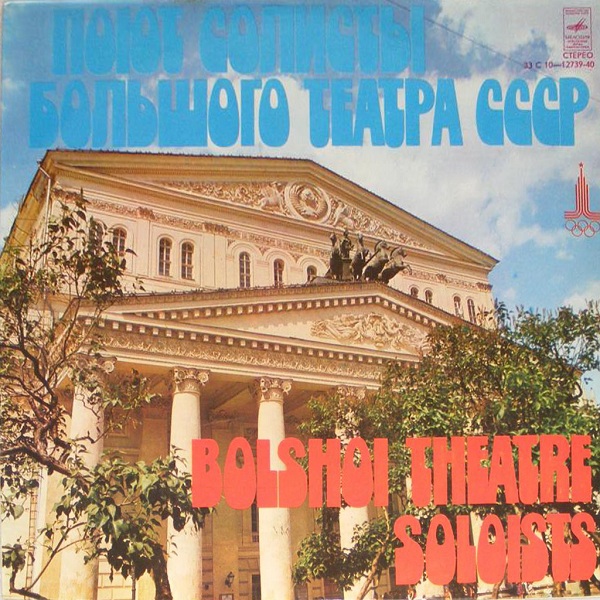 ПОЮТ СОЛИСТЫ
БОЛЬШОГО ТЕАТРА СССР
СТЕРЕО
33 С 10—12739-40
BOLSHOI THEATRE
SOLOISTS